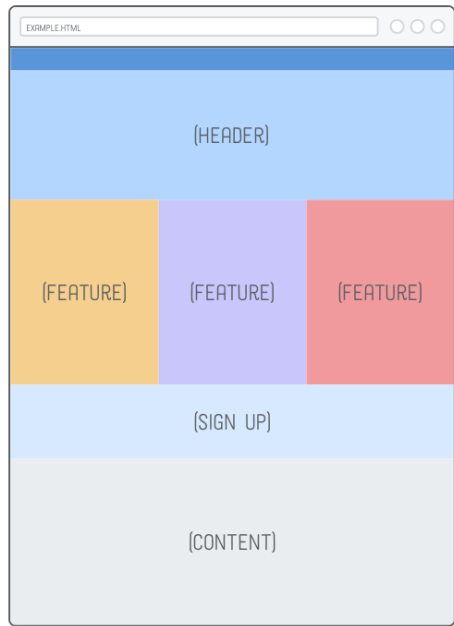 EXAMPLE.HTML
(HEADER)
(FEATURE) (FEATURE) (FEATURE)
(SIGN UP)
(CONTENT)